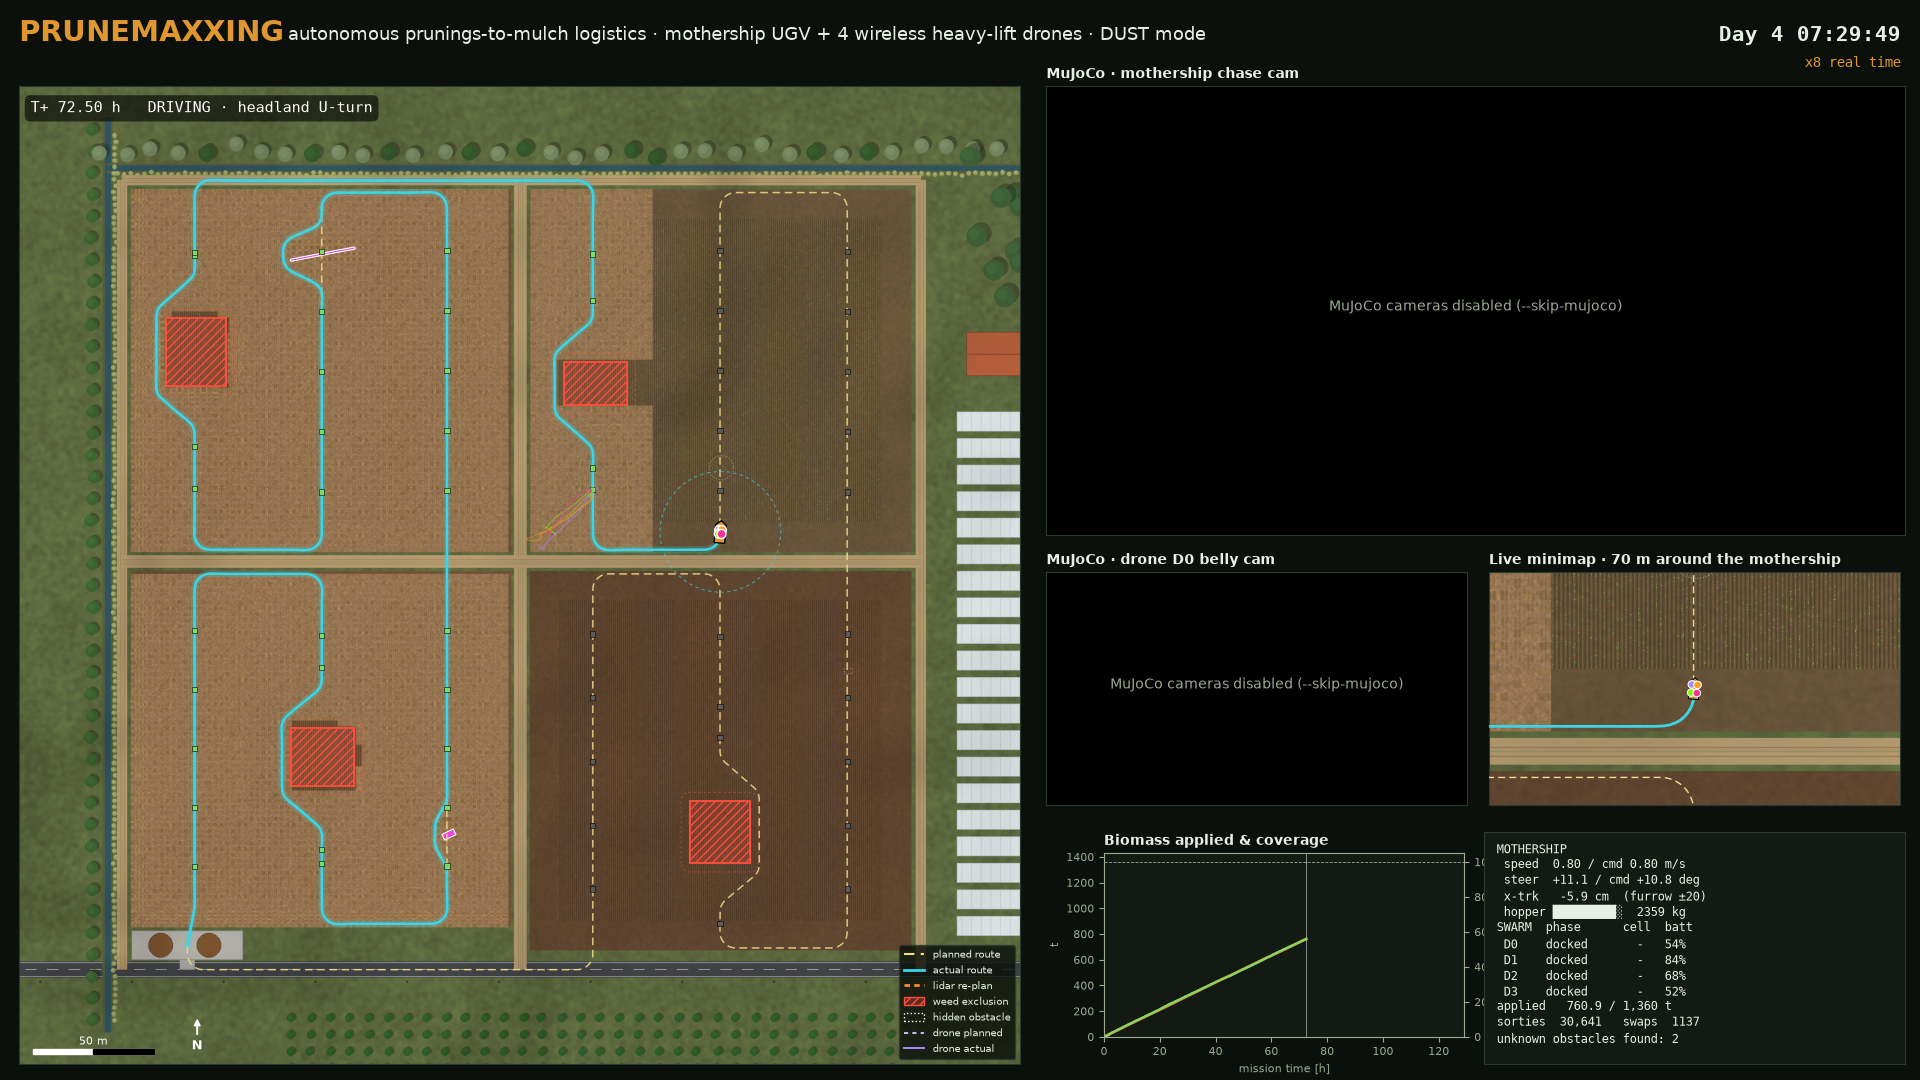 PRUNEMAXXING autonomous prunings-to-mulch logistics · mothership UGV + 4 wireless heavy-lift drones · DUST mode
Day 4 07:29:49
x8 real time
T+ 72.50 h DRIVING · headland U-turn
50 m
N
planned route
actual route
lidar re-plan
weed exclusion
hidden obstacle
drone planned
drone actual
MuJoCo · mothership chase cam
MuJoCo cameras disabled (--skip-mujoco)
MuJoCo · drone D0 belly cam
MuJoCo cameras disabled (--skip-mujoco)
Live minimap · 70 m around the mothership
Biomass applied & coverage
1400
1200
1000
800
600
400
200
0
t
0 20 40 60 80 100 120
mission time [h]
MOTHERSHIP
speed 0.80 / cmd 0.80 m/s
steer +11.1 / cmd +10.8 deg
x-trk -5.9 cm (furrow ±20)
hopper 2359 kg
SWARM phase cell batt
D0 docked - 54%
D1 docked - 84%
D2 docked - 68%
D3 docked - 52%
applied 760.9 / 1,360 t
sorties 30,641 swaps 1137
unknown obstacles found: 2